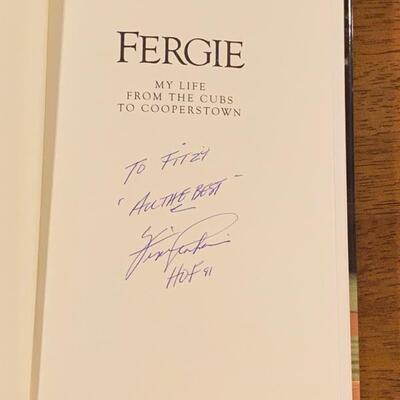 FERGIE
MY LIFE
FROM THE CUBS
TO COOPERSTOWN
TO FITZY
"ALL THE BEST"
HOF 91